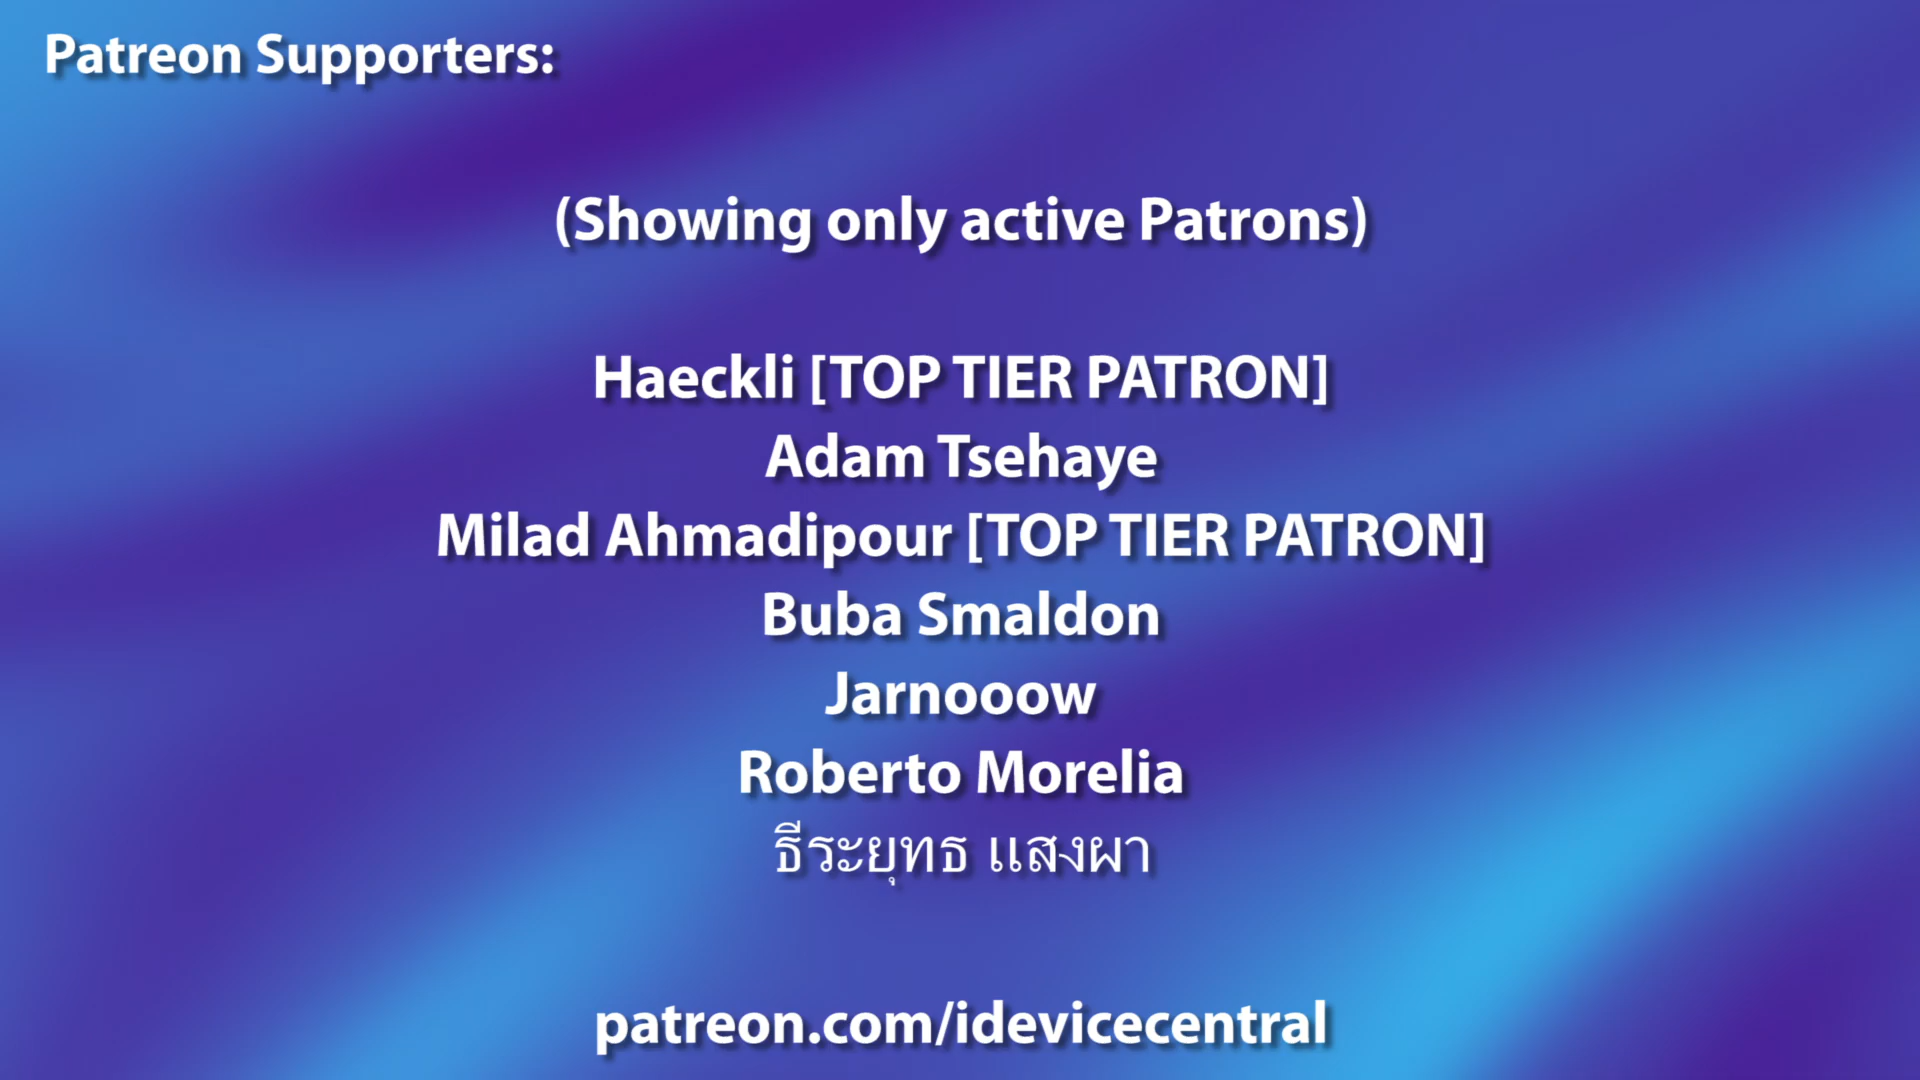 Patreon Supporters:
(Showing only active Patrons)
Haeckli [TOP TIER PATRON]
Adam Tsehaye
Milad Ahmadipour [TOP TIER PATRON]
Buba Smaldon
Jarnooow
Roberto Morelia
ธีระยุทธ แสงผา
patreon.com/idevicecentral